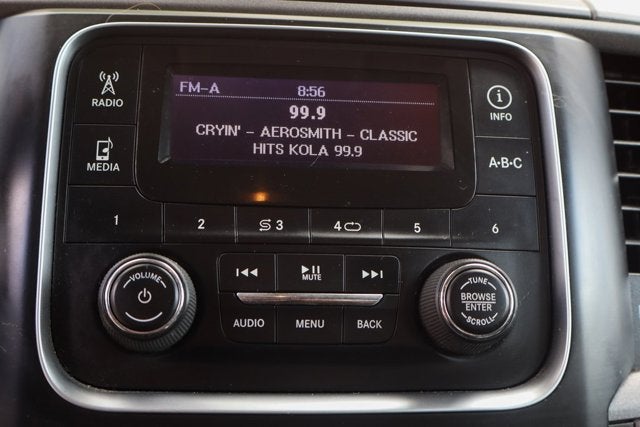 RADIO
MEDIA
FM-A 8:56
99.9
CRYIN' - AEROSMITH - CLASSIC
HITS KOLA 99.9
INFO
A·B·C
1 2 3 4 5 6
VOLUME
MUTE
AUDIO MENU BACK
TUNE
BROWSE
ENTER
SCROLL